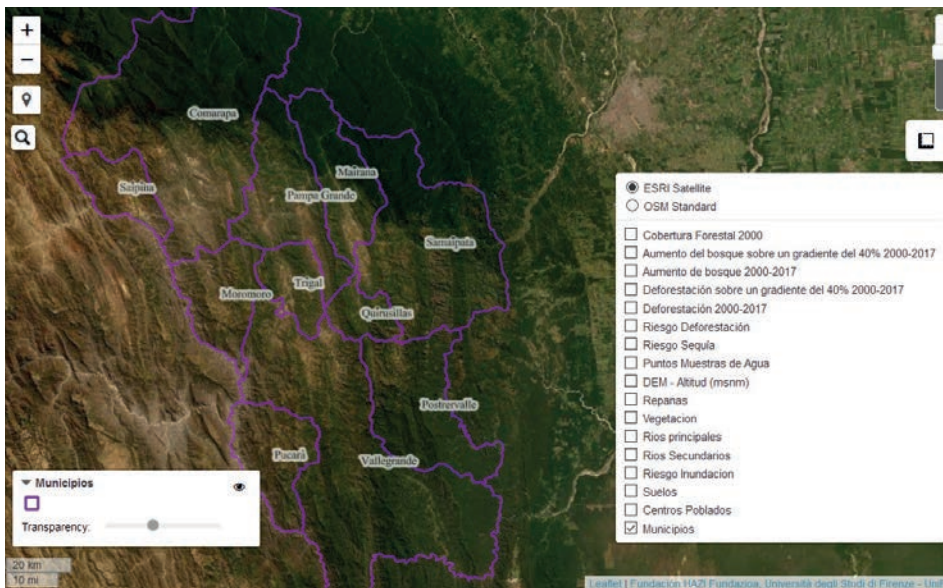 +
−
Comarapa
Mairana
Saipina
Pampa Grande
Samaipata
Moromoro
Trigal
Quirusillas
Postrervalle
Pucará
Vallegrande
ESRI Satellite
OSM Standard
Cobertura Forestal 2000
Aumento del bosque sobre un gradiente del 40% 2000-2017
Aumento de bosque 2000-2017
Deforestación sobre un gradiente del 40% 2000-2017
Deforestación 2000-2017
Riesgo Deforestación
Riesgo Sequía
Puntos Muestras de Agua
DEM - Altitud (msnm)
Repanas
Vegetacion
Rios principales
Rios Secundarios
Riesgo Inundacion
Suelos
Centros Poblados
Municipios
Municipios
Transparency:
20 km
10 mi
Leaflet | Fundación HAZI Fundazioa, Università degli Studi di Firenze -